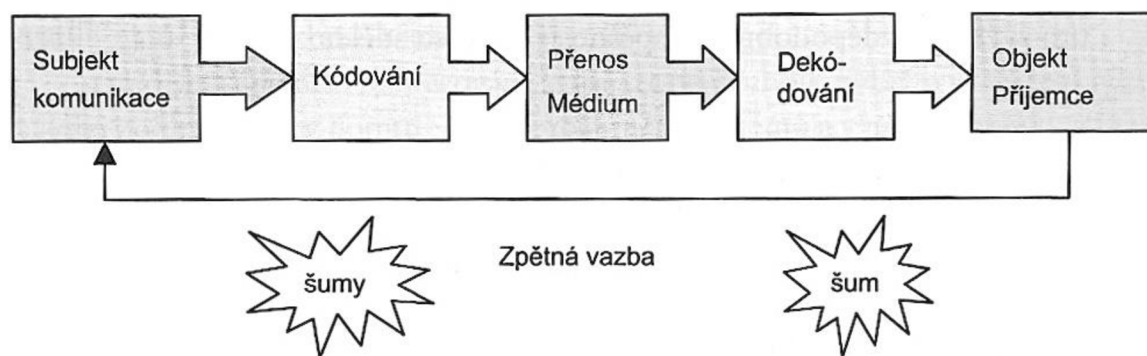 Subjekt
komunikace
Kódování
Přenos
Médium
Dekó-
dování
Objekt
Příjemce
Zpětná vazba
šumy
šum